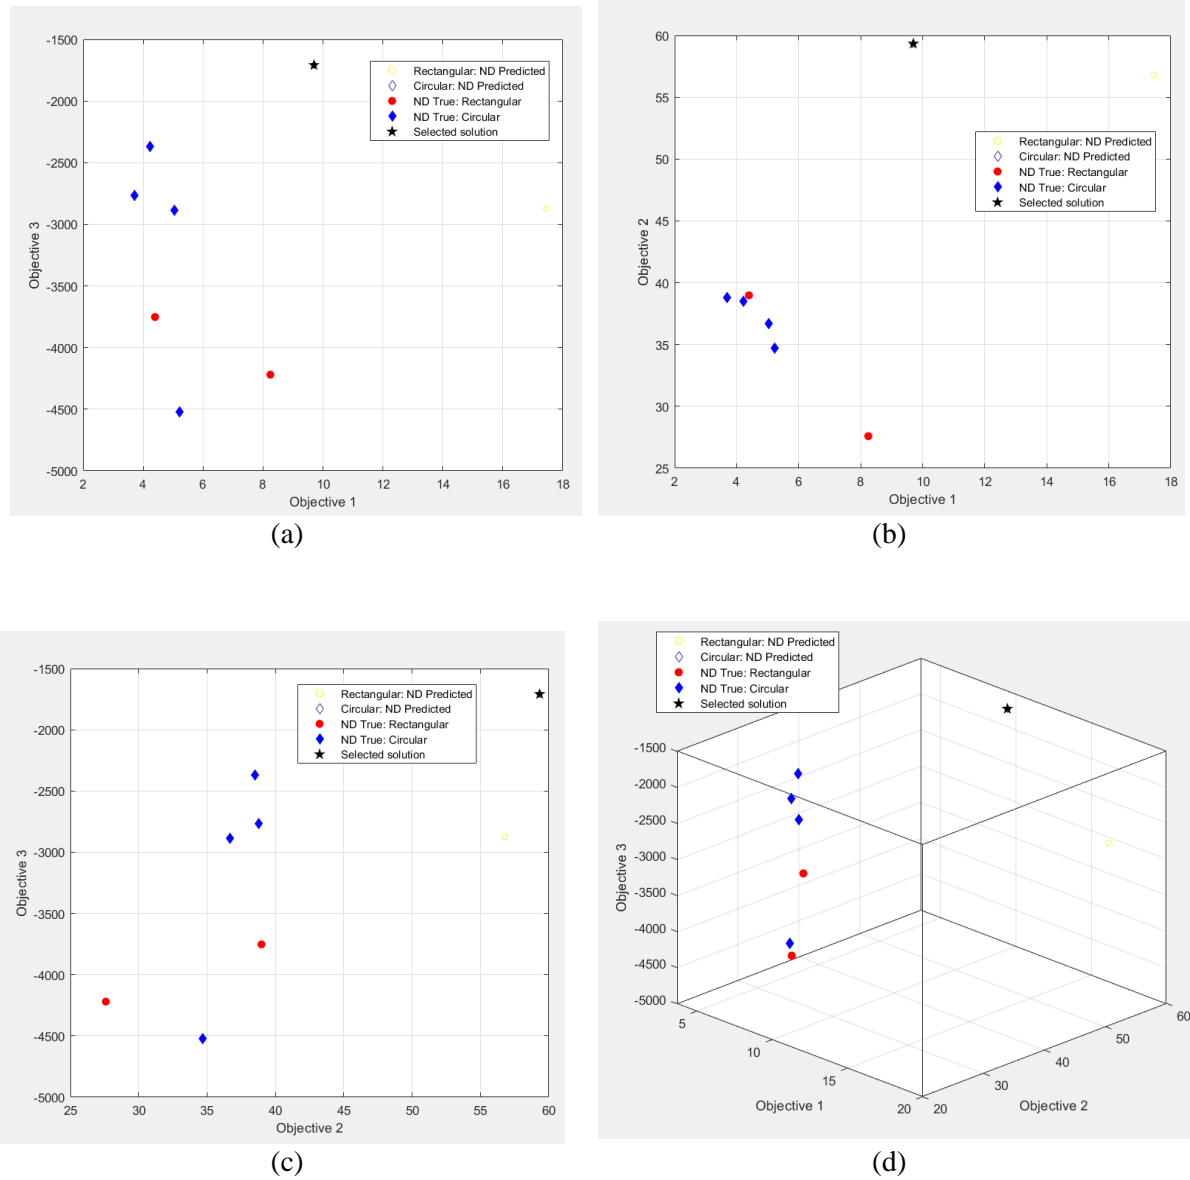 -1500
-2000
-2500
-3000
-3500
-4000
-4500
-5000
2 4 6 8 10 12 14 16 18
Objective 1
Objective 3
Rectangular: ND Predicted
Circular: ND Predicted
ND True: Rectangular
ND True: Circular
Selected solution
(a)
60
55
50
45
40
35
30
25
2 4 6 8 10 12 14 16 18
Objective 1
Objective 2
Rectangular: ND Predicted
Circular: ND Predicted
ND True: Rectangular
ND True: Circular
Selected solution
(b)
-1500
-2000
-2500
-3000
-3500
-4000
-4500
-5000
25 30 35 40 45 50 55 60
Objective 2
Objective 3
Rectangular: ND Predicted
Circular: ND Predicted
ND True: Rectangular
ND True: Circular
Selected solution
(c)
Rectangular: ND Predicted
Circular: ND Predicted
ND True: Rectangular
ND True: Circular
Selected solution
-1500
-2000
-2500
-3000
-3500
-4000
-4500
-5000
Objective 3
5
10
15
20
Objective 1
20
30
40
50
60
Objective 2
(d)